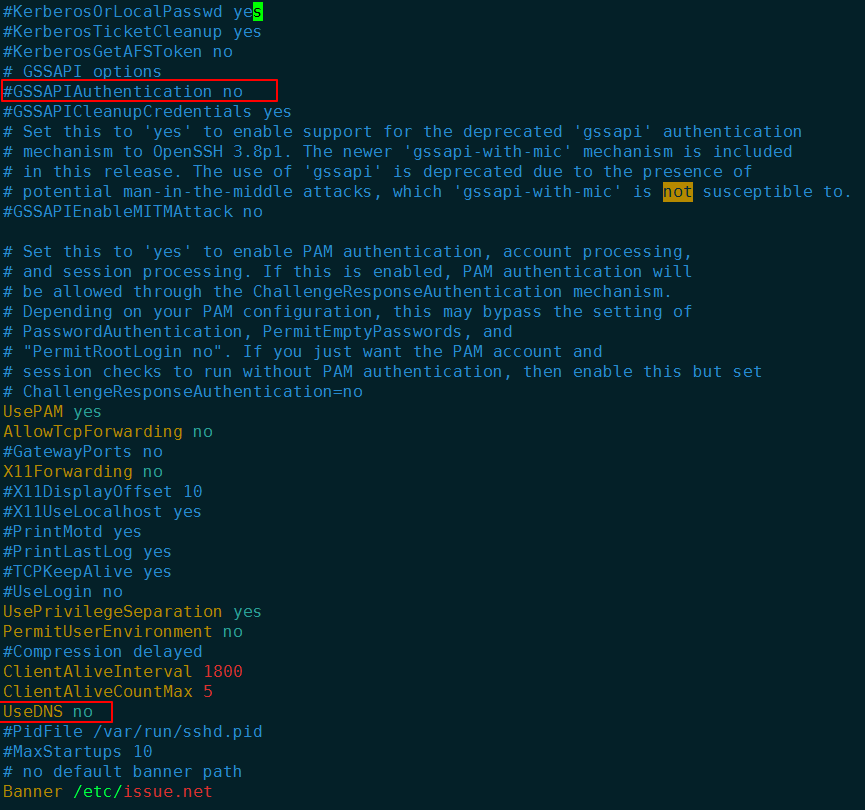 #KerberosOrLocalPasswd yes
#KerberosTicketCleanup yes
#KerberosGetAFSToken no
# GSSAPI options
#GSSAPIAuthentication no
#GSSAPICleanupCredentials yes
# Set this to 'yes' to enable support for the deprecated 'gssapi' authentication
# mechanism to OpenSSH 3.8p1. The newer 'gssapi-with-mic' mechanism is included
# in this release. The use of 'gssapi' is deprecated due to the presence of
# potential man-in-the-middle attacks, which 'gssapi-with-mic' is not susceptible to.
#GSSAPIEnableMITMAttack no
# Set this to 'yes' to enable PAM authentication, account processing,
# and session processing. If this is enabled, PAM authentication will
# be allowed through the ChallengeResponseAuthentication mechanism.
# Depending on your PAM configuration, this may bypass the setting of
# PasswordAuthentication, PermitEmptyPasswords, and
# "PermitRootLogin no". If you just want the PAM account and
# session checks to run without PAM authentication, then enable this but set
# ChallengeResponseAuthentication=no
UsePAM yes
AllowTcpForwarding no
#GatewayPorts no
X11Forwarding no
#X11DisplayOffset 10
#X11UseLocalhost yes
#PrintMotd yes
#PrintLastLog yes
#TCPKeepAlive yes
#UseLogin no
UsePrivilegeSeparation yes
PermitUserEnvironment no
#Compression delayed
ClientAliveInterval 1800
ClientAliveCountMax 5
UseDNS no
#PidFile /var/run/sshd.pid
#MaxStartups 10
# no default banner path
Banner /etc/issue.net